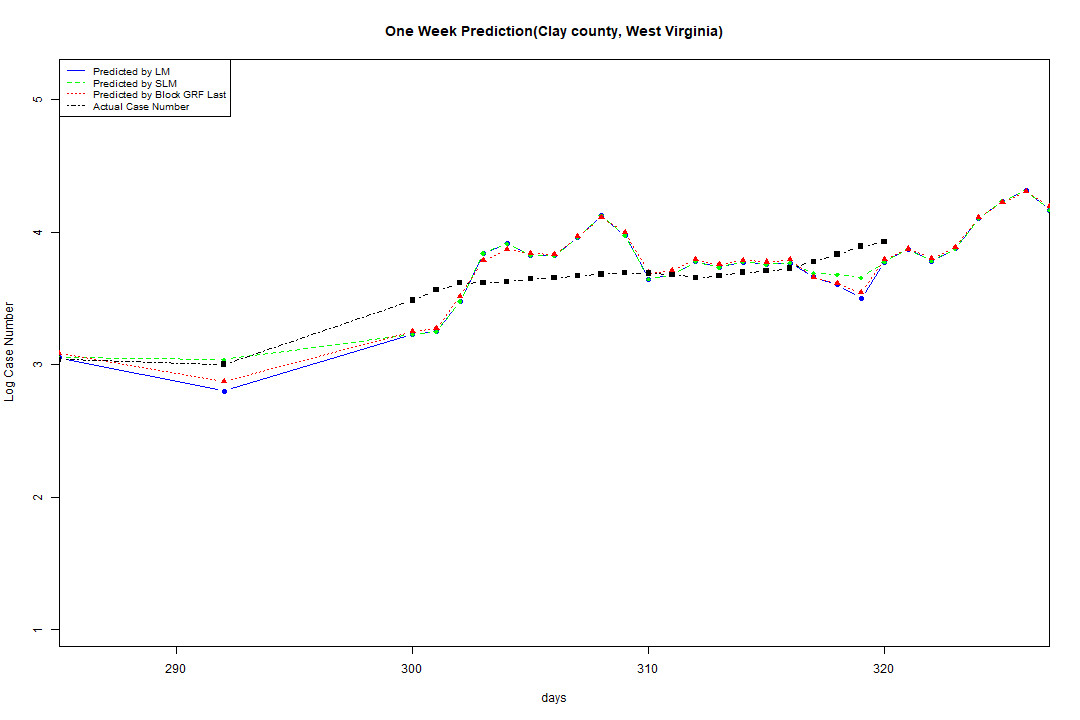 One Week Prediction(Clay county, West Virginia)
Predicted by LM
Predicted by SLM
Predicted by Block GRF Last
Actual Case Number
5
4
3
2
1
Log Case Number
290 300 310 320
days